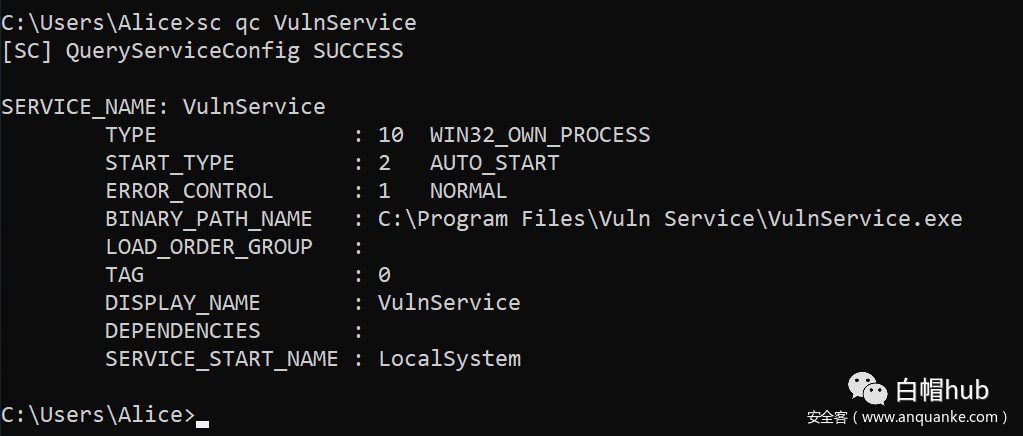 C:\Users\Alice>sc qc VulnService
[SC] QueryServiceConfig SUCCESS
SERVICE_NAME: VulnService
        TYPE               : 10  WIN32_OWN_PROCESS
        START_TYPE         : 2   AUTO_START
        ERROR_CONTROL      : 1   NORMAL
        BINARY_PATH_NAME   : C:\Program Files\Vuln Service\VulnService.exe
        LOAD_ORDER_GROUP   :
        TAG                : 0
        DISPLAY_NAME       : VulnService
        DEPENDENCIES       :
        SERVICE_START_NAME : LocalSystem
白帽hub
C:\Users\Alice>_
安全客（www.anquanke.com）